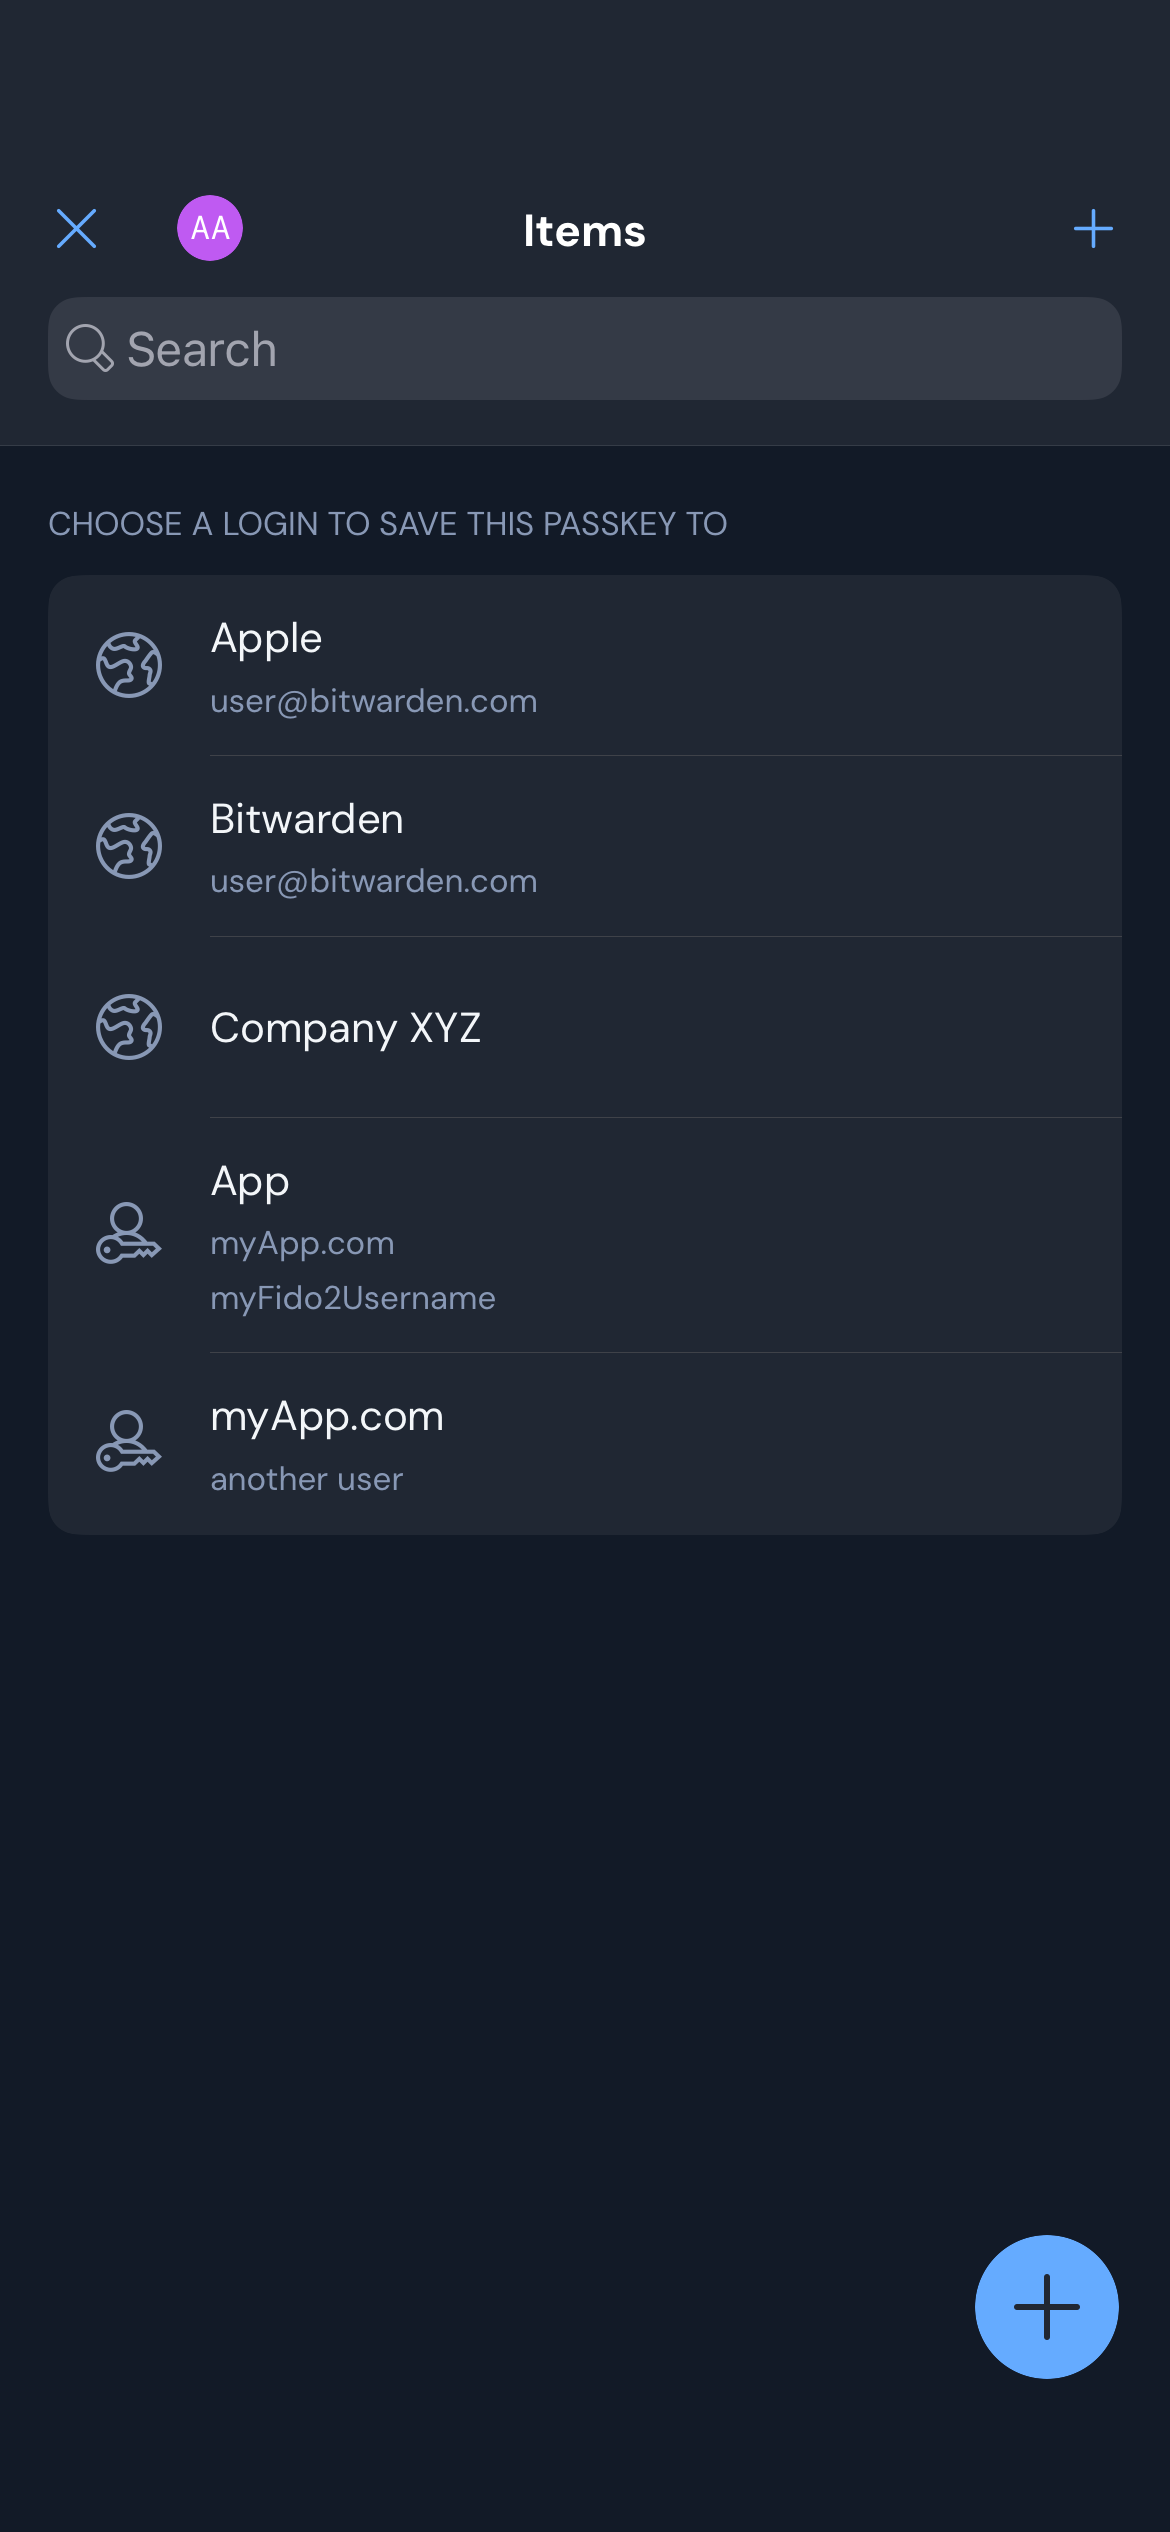 AA
Items
Search
CHOOSE A LOGIN TO SAVE THIS PASSKEY TO
Apple
user@bitwarden.com
Bitwarden
user@bitwarden.com
Company XYZ
App
myApp.com
myFido2Username
myApp.com
another user